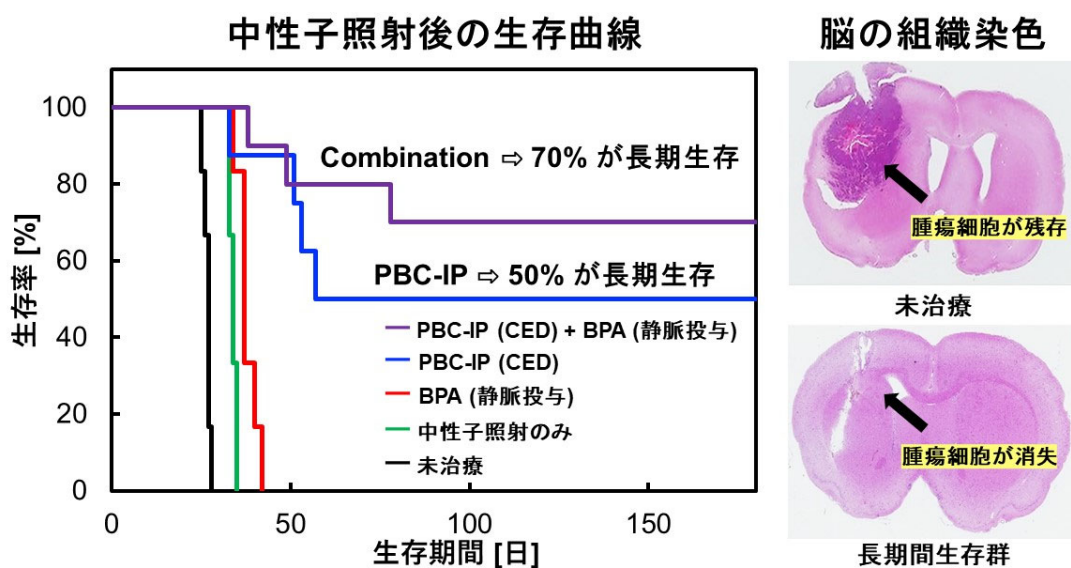 中性子照射後の生存曲線
生存率 [%]
100
80
60
40
20
0
Combination ⇨ 70% が長期生存
PBC-IP ⇨ 50% が長期生存
PBC-IP (CED) + BPA (静脈投与)
PBC-IP (CED)
BPA (静脈投与)
中性子照射のみ
未治療
0
50
100
150
生存期間 [日]
脳の組織染色
腫瘍細胞が残存
未治療
腫瘍細胞が消失
長期間生存群